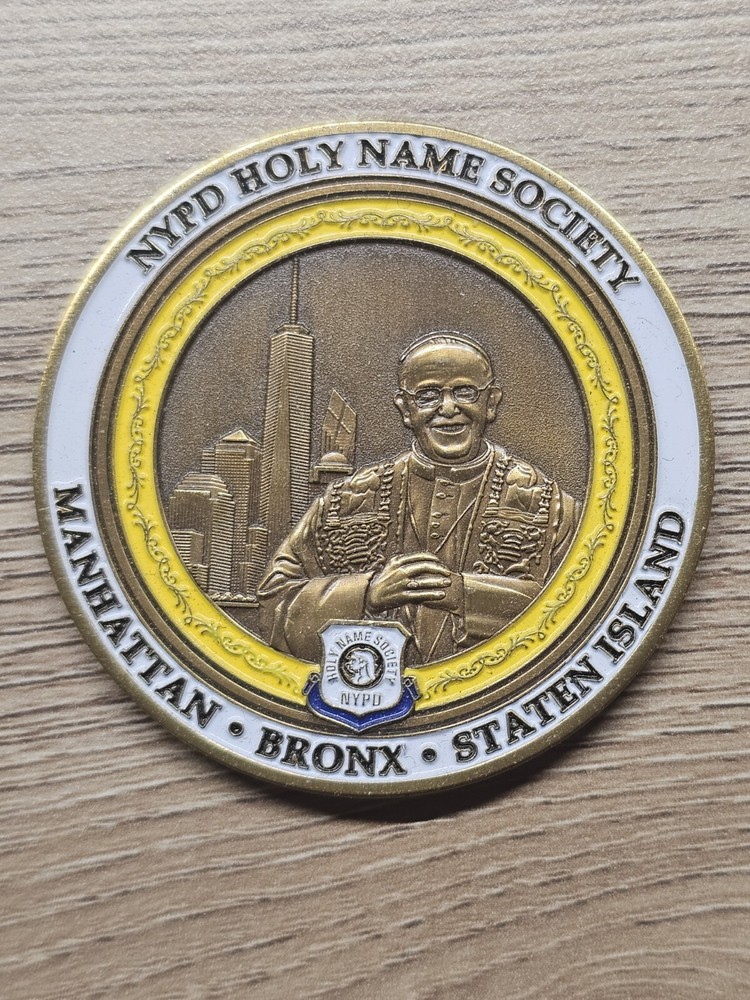 NYPD HOLY NAME SOCIETY
HOLY NAME SOCIETY
NYPD
MANHATTAN • BRONX • STATEN ISLAND